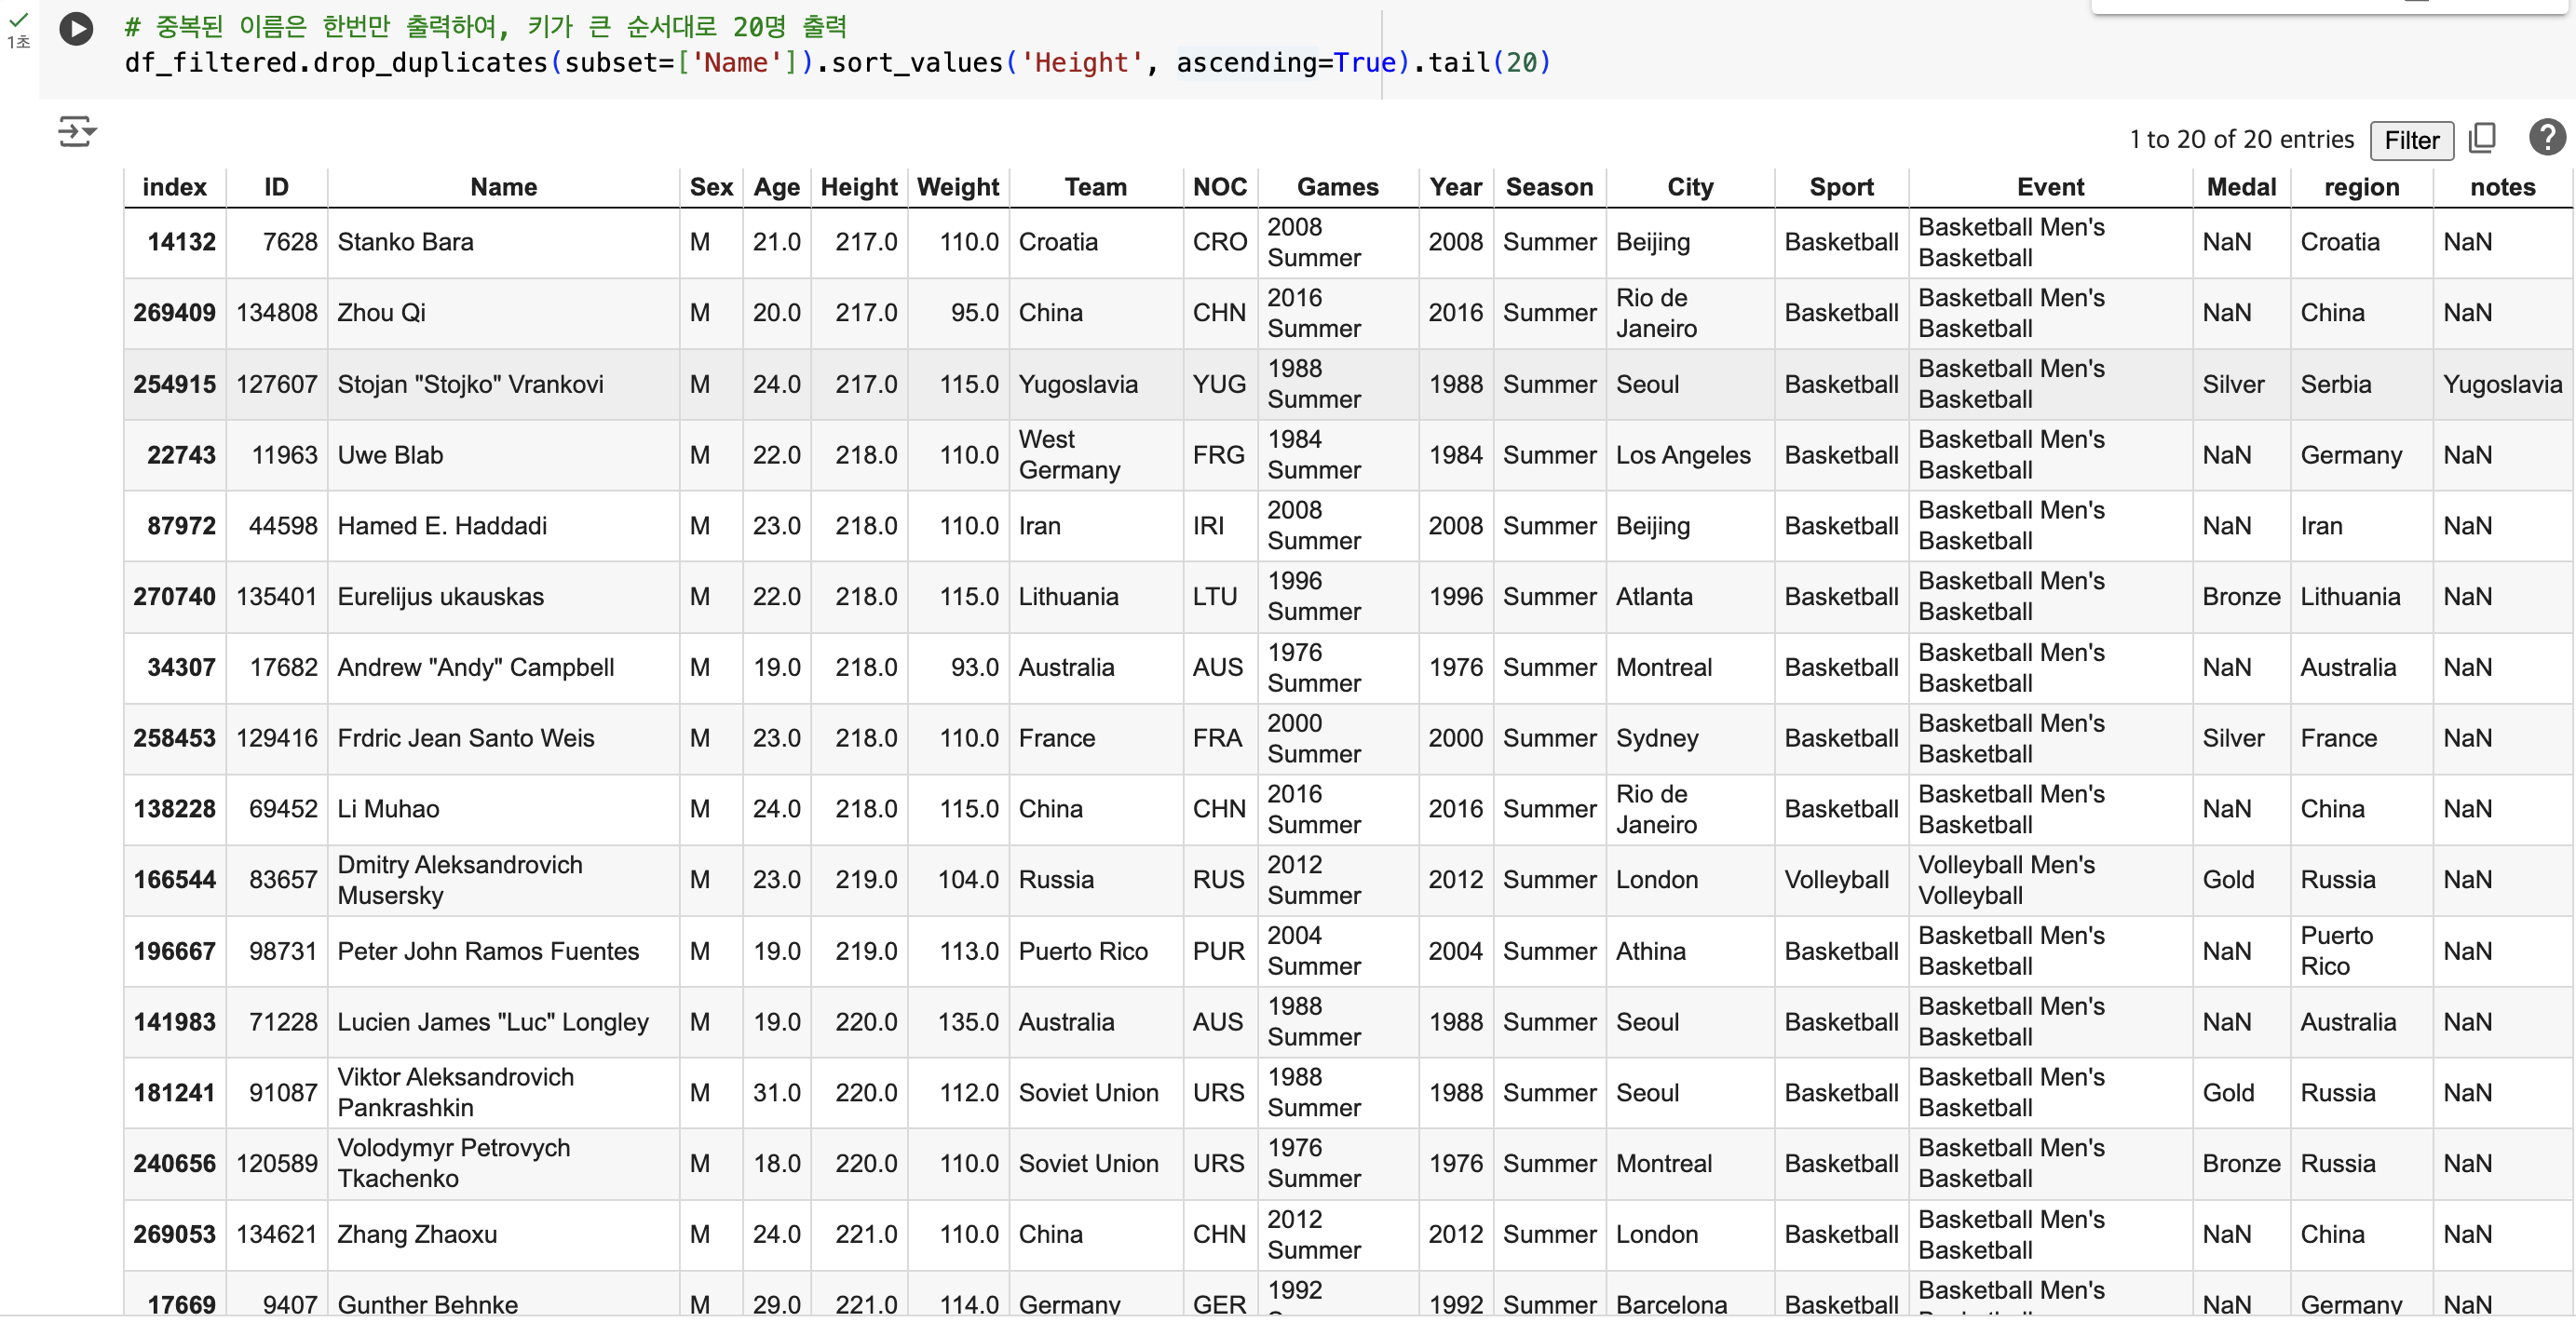 1초
# 중복된 이름은 한번만 출력하여, 키가 큰 순서대로 20명 출력
df_filtered.drop_duplicates(subset=['Name']).sort_values('Height', ascending=True).tail(20)
1 to 20 of 20 entries Filter
index ID Name Sex Age Height Weight Team NOC Games Year Season City Sport Event Medal region notes
14132 7628 Stanko Bara M 21.0 217.0 110.0 Croatia CRO 2008 Summer 2008 Summer Beijing Basketball Basketball Men's Basketball NaN Croatia NaN
269409 134808 Zhou Qi M 20.0 217.0 95.0 China CHN 2016 Summer 2016 Summer Rio de Janeiro Basketball Basketball Men's Basketball NaN China NaN
254915 127607 Stojan "Stojko" Vrankovi M 24.0 217.0 115.0 Yugoslavia YUG 1988 Summer 1988 Summer Seoul Basketball Basketball Men's Basketball Silver Serbia Yugoslavia
22743 11963 Uwe Blab M 22.0 218.0 110.0 West Germany FRG 1984 Summer 1984 Summer Los Angeles Basketball Basketball Men's Basketball NaN Germany NaN
87972 44598 Hamed E. Haddadi M 23.0 218.0 110.0 Iran IRI 2008 Summer 2008 Summer Beijing Basketball Basketball Men's Basketball NaN Iran NaN
270740 135401 Eurelijus ukauskas M 22.0 218.0 115.0 Lithuania LTU 1996 Summer 1996 Summer Atlanta Basketball Basketball Men's Basketball Bronze Lithuania NaN
34307 17682 Andrew "Andy" Campbell M 19.0 218.0 93.0 Australia AUS 1976 Summer 1976 Summer Montreal Basketball Basketball Men's Basketball NaN Australia NaN
258453 129416 Frdric Jean Santo Weis M 23.0 218.0 110.0 France FRA 2000 Summer 2000 Summer Sydney Basketball Basketball Men's Basketball Silver France NaN
138228 69452 Li Muhao M 24.0 218.0 115.0 China CHN 2016 Summer 2016 Summer Rio de Janeiro Basketball Basketball Men's Basketball NaN China NaN
166544 83657 Dmitry Aleksandrovich Musersky M 23.0 219.0 104.0 Russia RUS 2012 Summer 2012 Summer London Volleyball Volleyball Men's Volleyball Gold Russia NaN
196667 98731 Peter John Ramos Fuentes M 19.0 219.0 113.0 Puerto Rico PUR 2004 Summer 2004 Summer Athina Basketball Basketball Men's Basketball NaN Puerto Rico NaN
141983 71228 Lucien James "Luc" Longley M 19.0 220.0 135.0 Australia AUS 1988 Summer 1988 Summer Seoul Basketball Basketball Men's Basketball NaN Australia NaN
181241 91087 Viktor Aleksandrovich Pankrashkin M 31.0 220.0 112.0 Soviet Union URS 1988 Summer 1988 Summer Seoul Basketball Basketball Men's Basketball Gold Russia NaN
240656 120589 Volodymyr Petrovych Tkachenko M 18.0 220.0 110.0 Soviet Union URS 1976 Summer 1976 Summer Montreal Basketball Basketball Men's Basketball Bronze Russia NaN
269053 134621 Zhang Zhaoxu M 24.0 221.0 110.0 China CHN 2012 Summer 2012 Summer London Basketball Basketball Men's Basketball NaN China NaN
17669 9407 Gunther Behnke M 29.0 221.0 114.0 Germany GER 1992 1992 Summer Barcelona Basketball Basketball Men's NaN Germany NaN